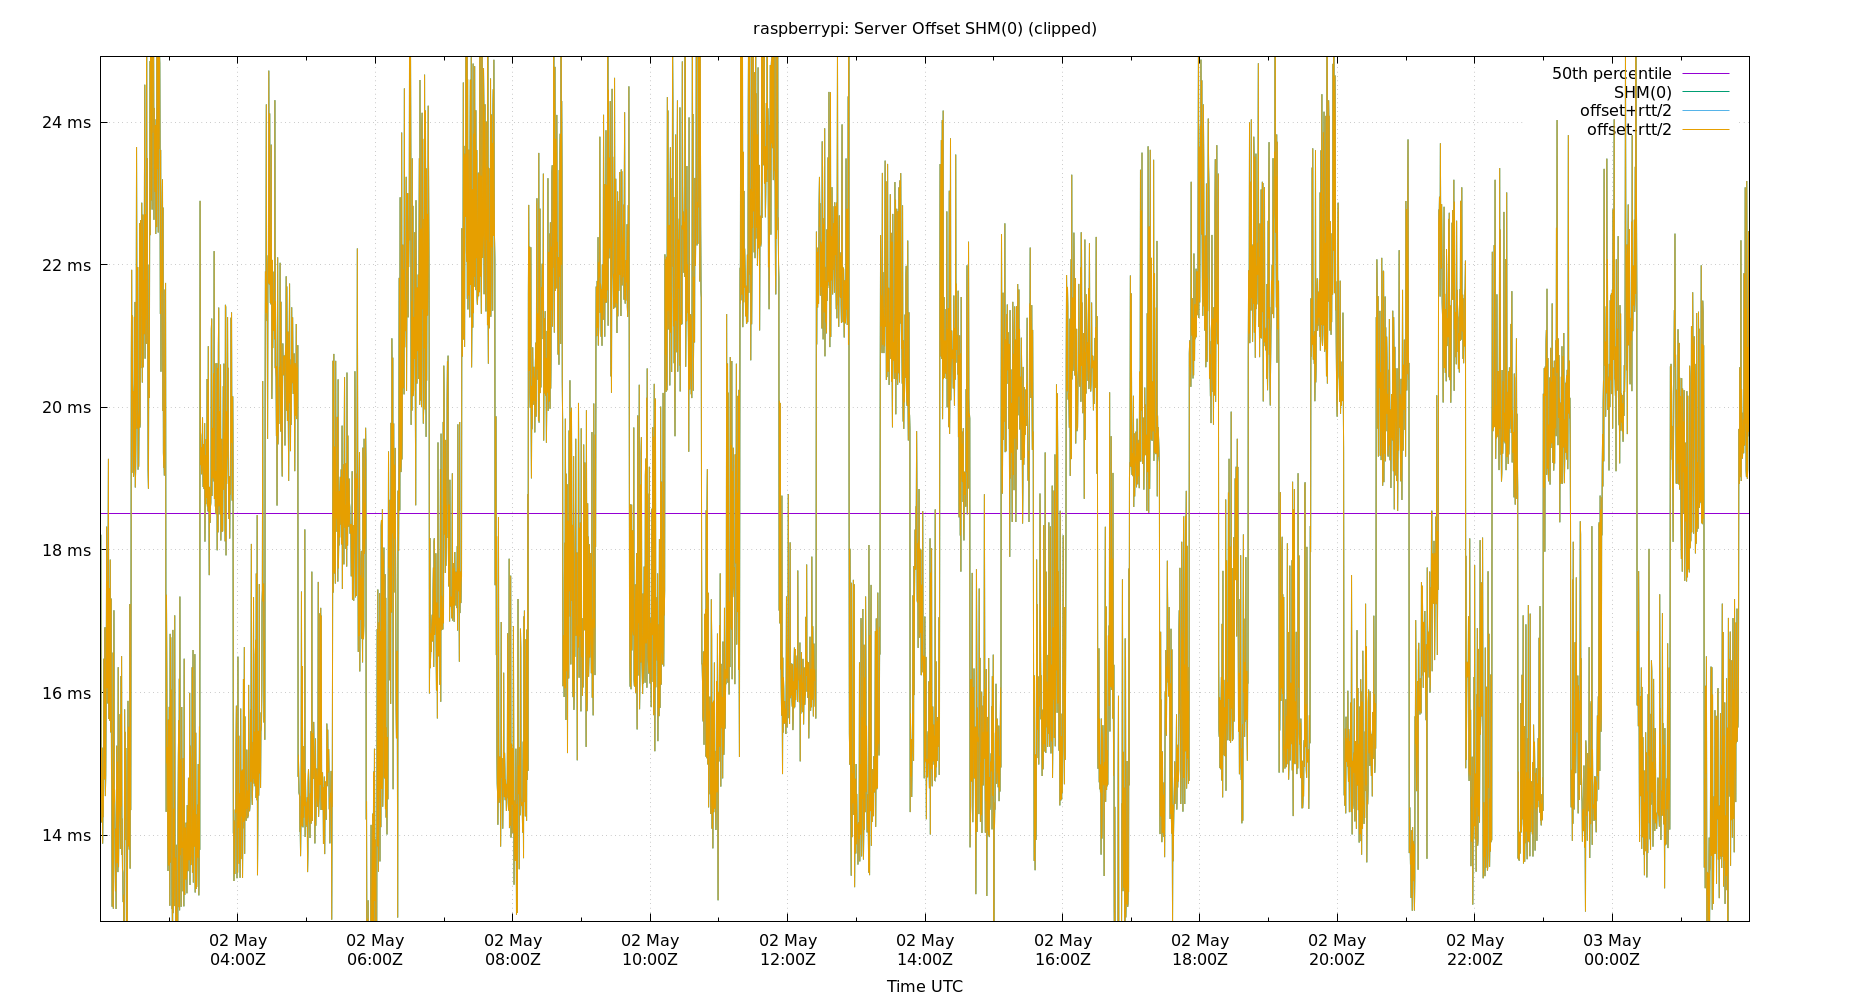 raspberrypi: Server Offset SHM(0) (clipped)
50th percentile
SHM(0)
offset+rtt/2
offset-rtt/2
24 ms
22 ms
20 ms
18 ms
16 ms
14 ms
02 May 02 May 02 May 02 May 02 May 02 May 02 May 02 May 02 May 02 May 03 May
04:00Z 06:00Z 08:00Z 10:00Z 12:00Z 14:00Z 16:00Z 18:00Z 20:00Z 22:00Z 00:00Z
Time UTC